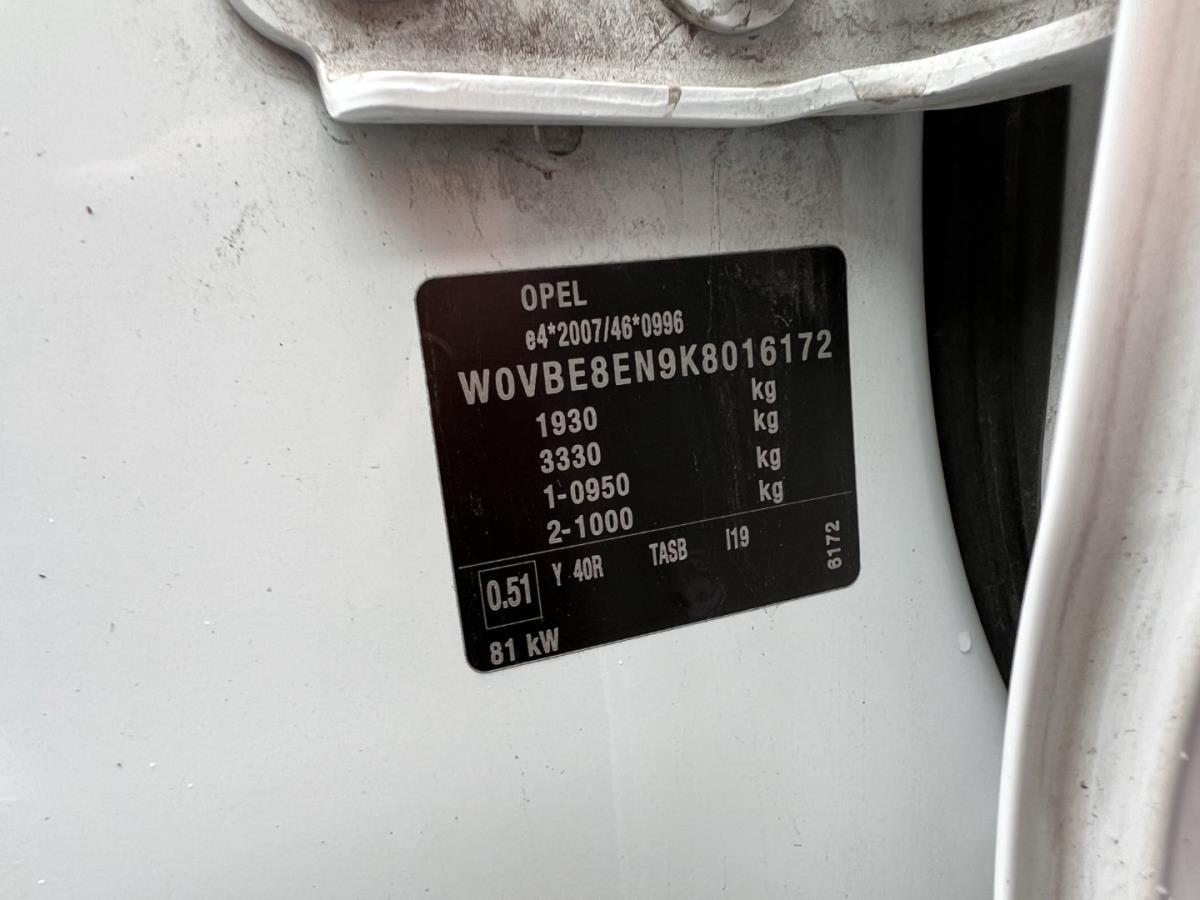 OPEL
e4*2007/46*0996
W0VBE8EN9K8016172
1930 kg
3330 kg
1-0950 kg
2-1000 kg
0.51 Y 40R TASB I19
81 kW
6172